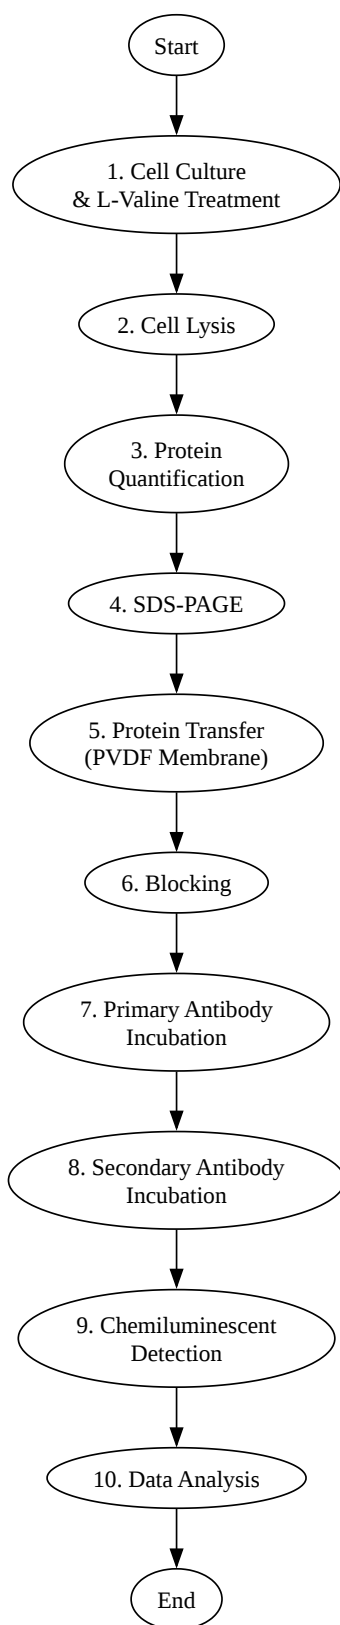 Start
1. Cell Culture
& L-Valine Treatment
2. Cell Lysis
3. Protein
Quantification
4. SDS-PAGE
5. Protein Transfer
(PVDF Membrane)
6. Blocking
7. Primary Antibody
Incubation
8. Secondary Antibody
Incubation
9. Chemiluminescent
Detection
10. Data Analysis
End